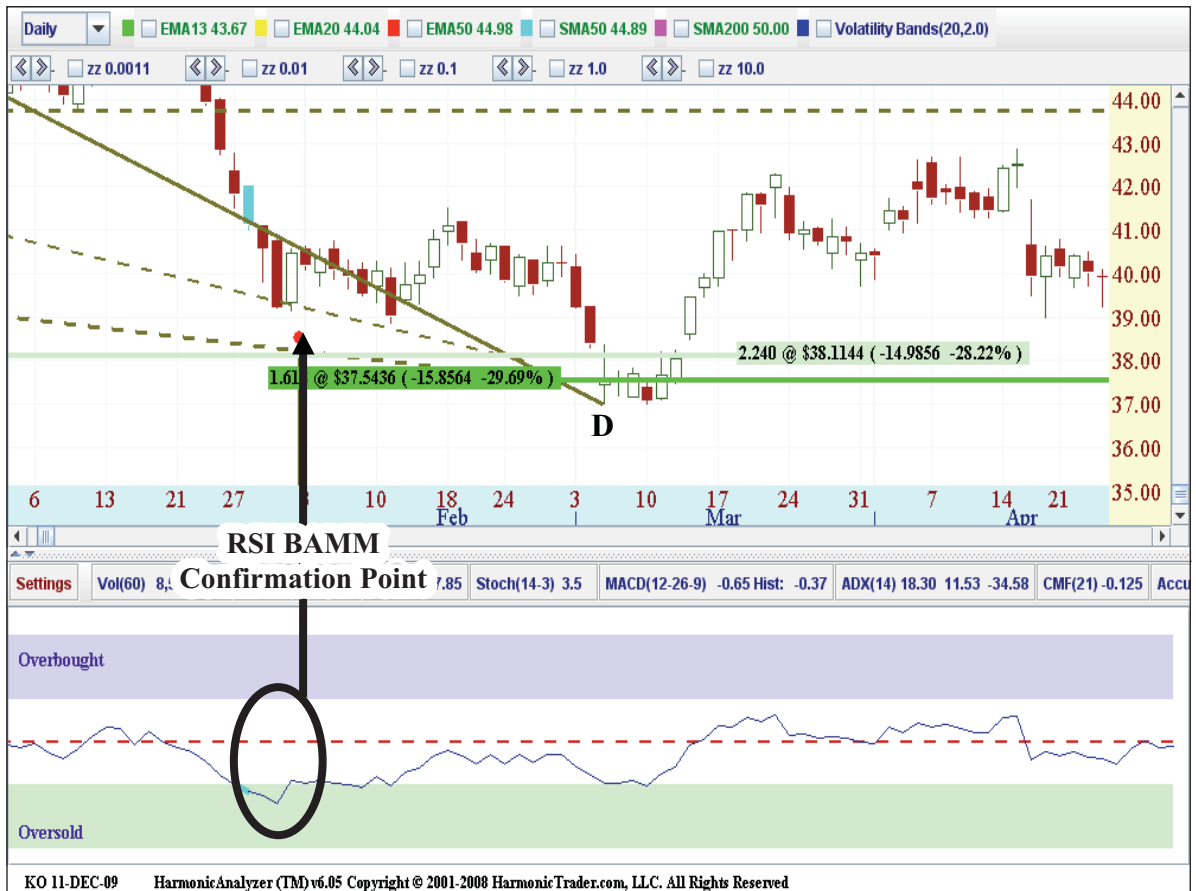 Daily EMA13 43.67 EMA20 44.04 EMA50 44.98 SMA50 44.89 SMA200 50.00 Volatility Bands(20,2.0)
zz 0.0011 zz 0.01 zz 0.1 zz 1.0 zz 10.0
44.00
43.00
42.00
41.00
40.00
39.00
2.240 @ $38.1144 ( -14.9856 -28.22% )
38.00
1.61 @ $37.5436 ( -15.8564 -29.69% )
37.00
D
36.00
35.00
6 13 21 27 3 10 18 24 3 10 17 24 31 7 14 21
Feb Mar Apr
RSI BAMM
Confirmation Point
Settings Vol(60) 8,5 7.85 Stoch(14-3) 3.5 MACD(12-26-9) -0.65 Hist: -0.37 ADX(14) 18.30 11.53 -34.58 CMF(21) -0.125 Accu
Overbought
Oversold
KO 11-DEC-09 HarmonicAnalyzer (TM) v6.05 Copyright © 2001-2008 HarmonicTrader.com, LLC. All Rights Reserved